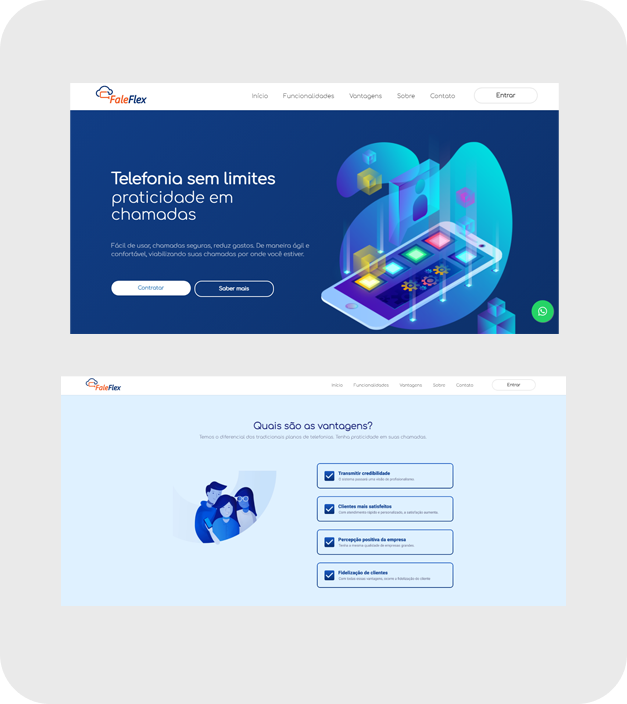 FaleFlex
Início Funcionalidades Vantagens Sobre Contato Entrar
Telefonia sem limites
praticidade em
chamadas
Fácil de usar, chamadas seguras, reduz gastos. De maneira ágil e
confortável, viabilizando suas chamadas por onde você estiver.
Contratar Saber mais
FaleFlex
Início Funcionalidades Vantagens Sobre Contato Entrar
Quais são as vantagens?
Temos o diferencial dos tradicionais planos de telefonias. Tenha praticidade em suas chamadas.
Transmitir credibilidade
O sistema passará uma visão de profissionalismo
Clientes mais satisfeitos
Com atendimento rápido e personalizado, a satisfação aumenta.
Percepção positiva da empresa
Tenha a mesma qualidade de empresas grandes.
Fidelização de clientes
Com todas essas vantagens, ocorre a fidelização do cliente.